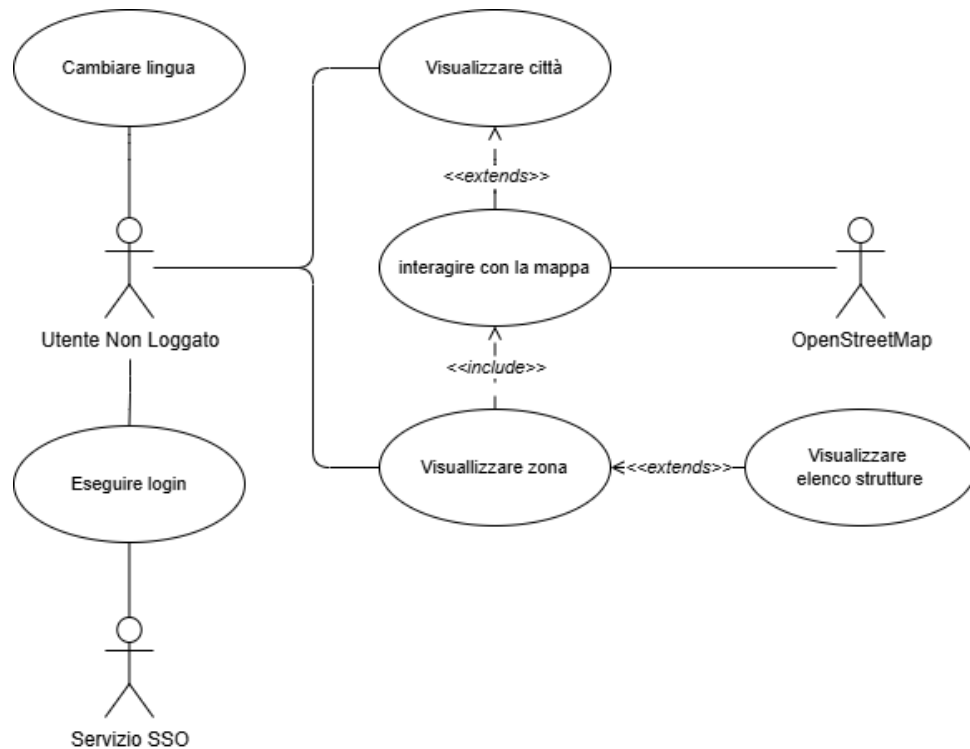 Cambiare lingua
Visualizzare città
<<extends>>
interagire con la mappa
Utente Non Loggato
OpenStreetMap
<<include>>
Eseguire login
Visuallizzare zona
<<extends>>
Visualizzare
elenco strutture
Servizio SSO